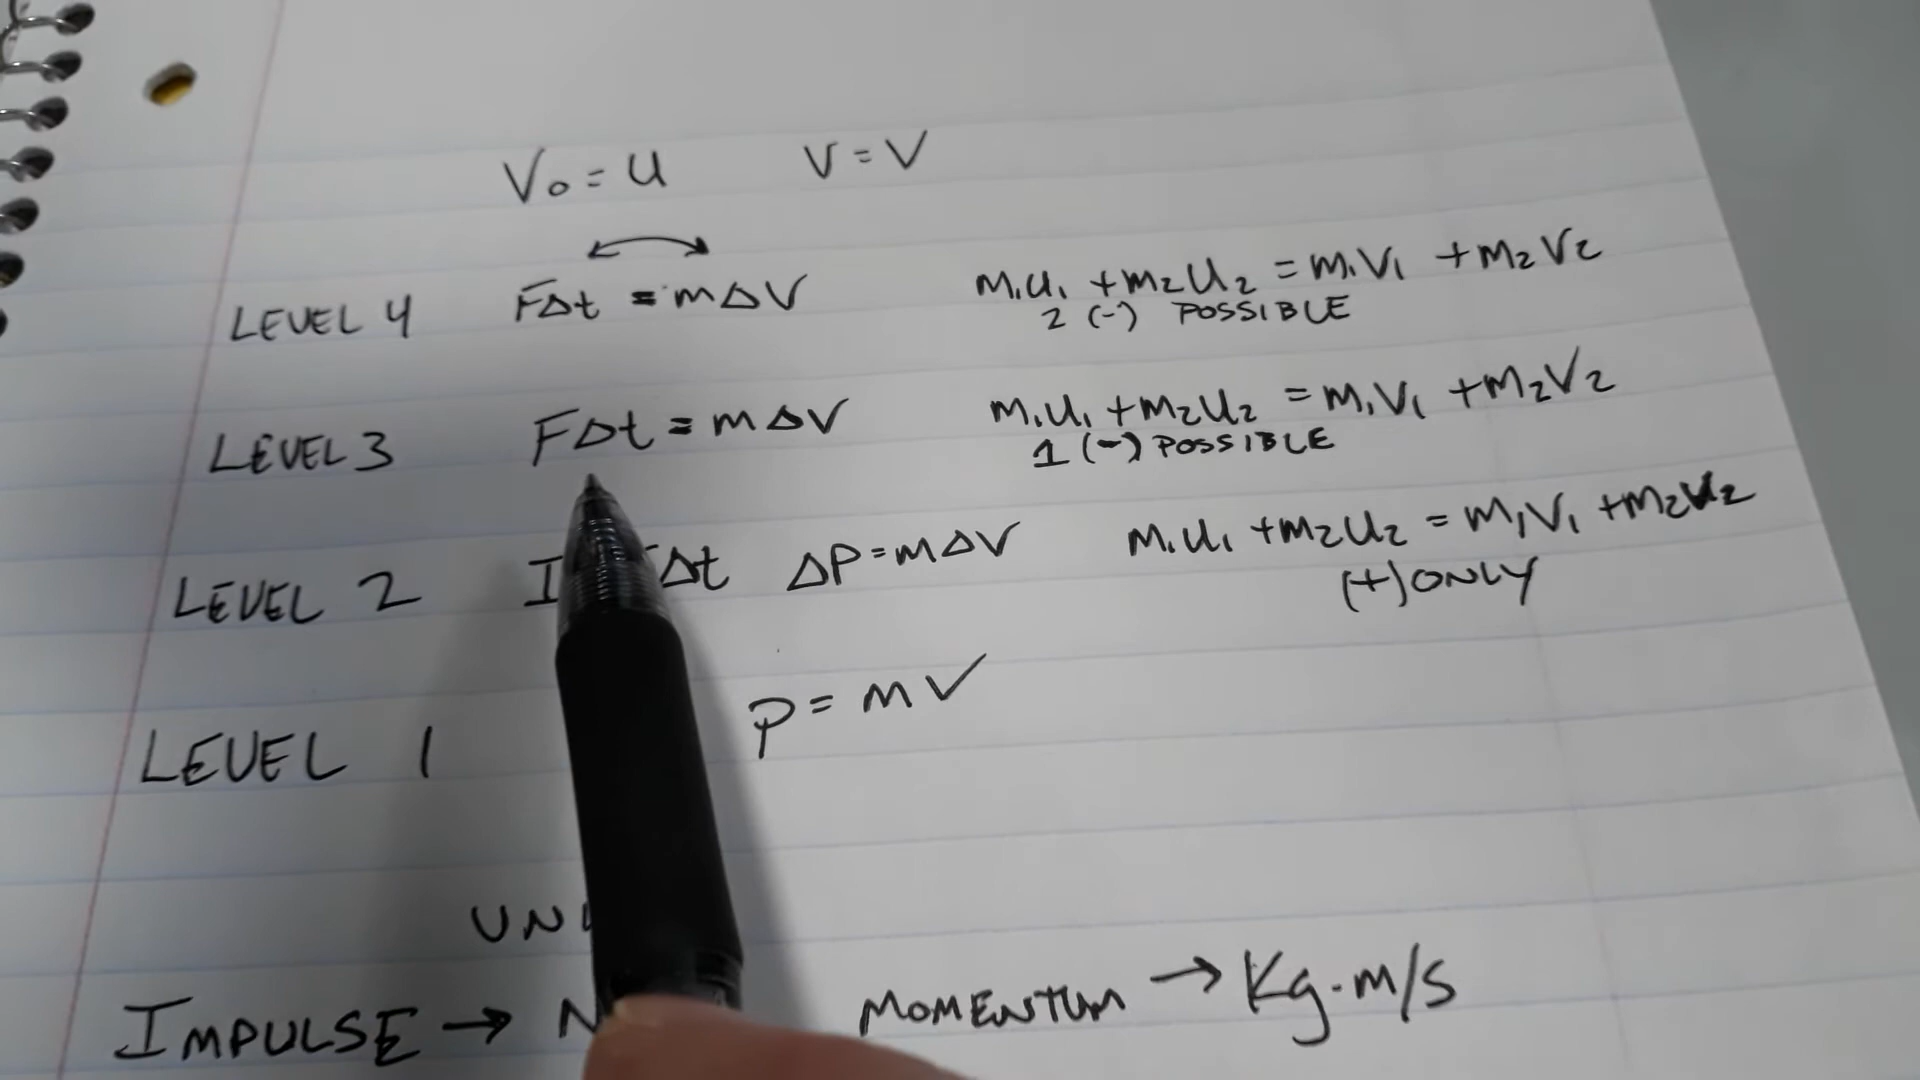 V₀ = u V = V
LEVEL 4 FΔt = mΔV m₁u₁ + m₂u₂ = m₁V₁ + m₂V₂
2 (-) POSSIBLE
LEVEL 3 FΔt = mΔV m₁u₁ + m₂u₂ = m₁V₁ + m₂V₂
1 (-) POSSIBLE
LEVEL 2 I Δt ΔP = mΔV m₁u₁ + m₂u₂ = m₁V₁ + m₂V₂
(+) ONLY
LEVEL 1 p = mV
IMPULSE → N MOMENTUM → Kg·m/s